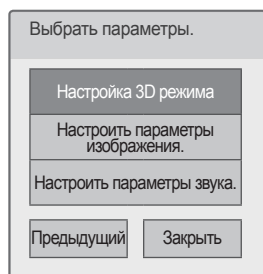 Выбрать параметры.
Настройка 3D режима
Настроить параметры
изображения.
Настроить параметры звука.
Предыдущий
Закрыть